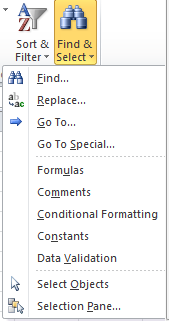 Sort & Find &
Filter Select
Find...
Replace...
Go To...
Go To Special...
Formulas
Comments
Conditional Formatting
Constants
Data Validation
Select Objects
Selection Pane...